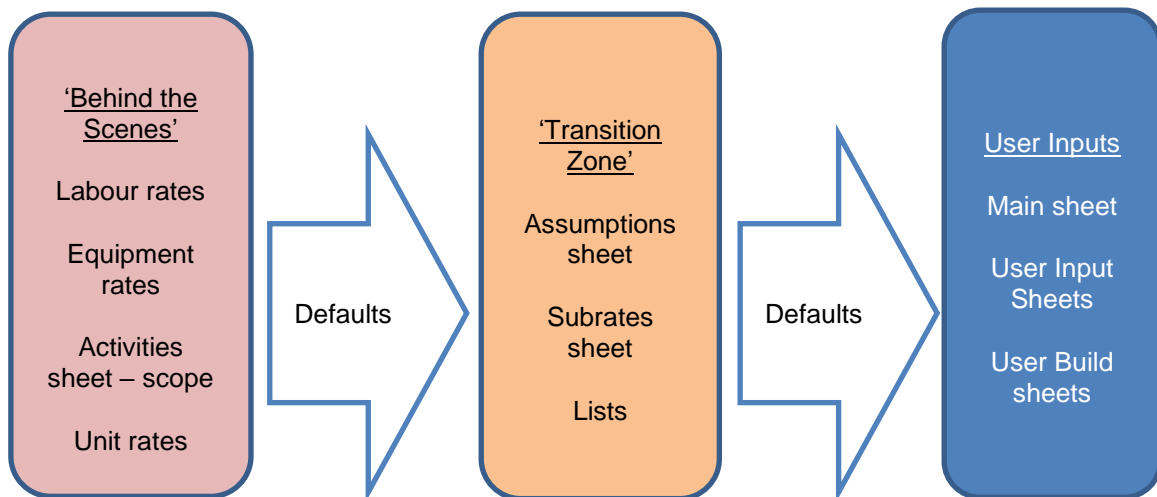 ‘Behind the
Scenes’
Labour rates
Equipment
rates
Activities
sheet – scope
Unit rates
Defaults
‘Transition
Zone’
Assumptions
sheet
Subrates
sheet
Lists
Defaults
User Inputs
Main sheet
User Input
Sheets
User Build
sheets